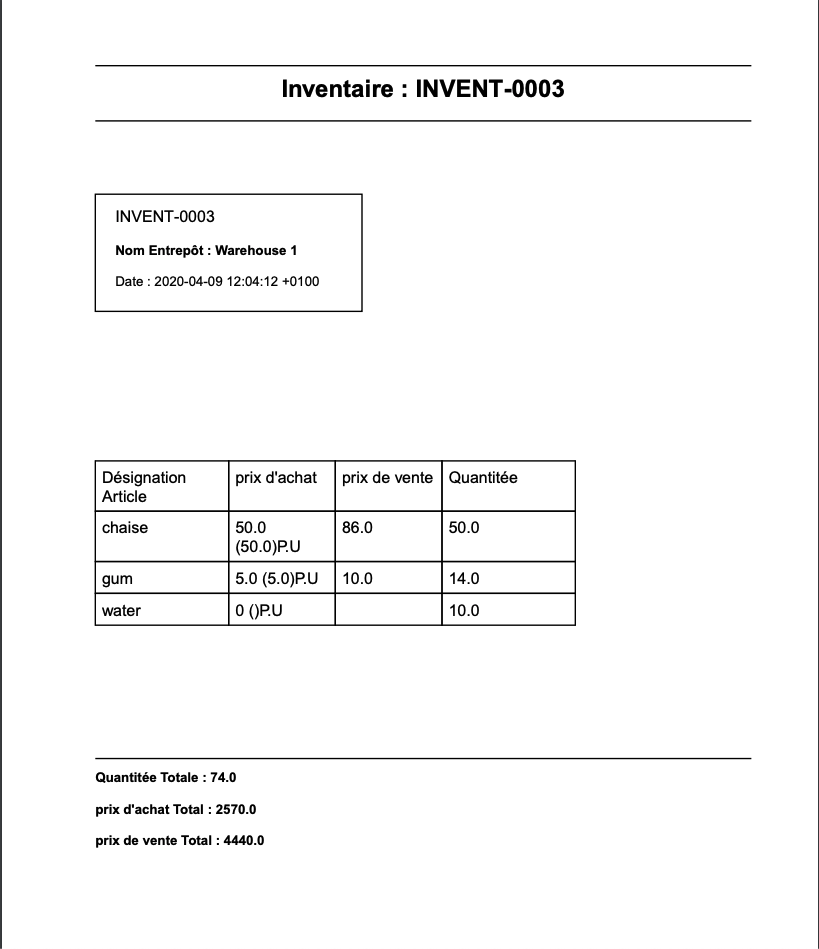 Inventaire : INVENT-0003
INVENT-0003
Nom Entrepôt : Warehouse 1
Date : 2020-04-09 12:04:12 +0100
Désignation Article prix d'achat prix de vente Quantitée
chaise 50.0 (50.0)P.U 86.0 50.0
gum 5.0 (5.0)P.U 10.0 14.0
water 0 ()P.U 10.0
Quantitée Totale : 74.0
prix d'achat Total : 2570.0
prix de vente Total : 4440.0